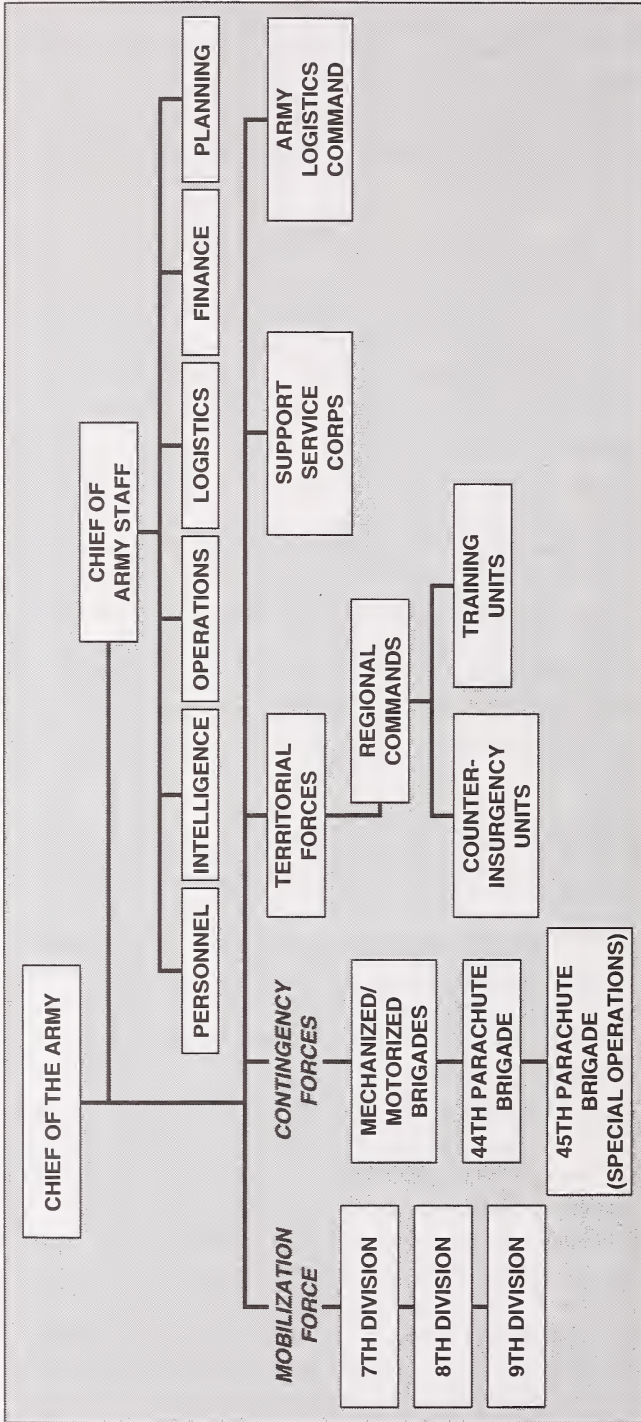 CHIEF OF THE ARMY
CHIEF OF
ARMY STAFF
PERSONNEL
INTELLIGENCE
OPERATIONS
LOGISTICS
FINANCE
PLANNING
MOBILIZATION
FORCE
7TH DIVISION
8TH DIVISION
9TH DIVISION
CONTINGENCY
FORCES
MECHANIZED/
MOTORIZED
BRIGADES
44TH PARACHUTE
BRIGADE
45TH PARACHUTE
BRIGADE
(SPECIAL OPERATIONS)
TERRITORIAL
FORCES
REGIONAL
COMMANDS
COUNTER-
INSURGENCY
UNITS
TRAINING
UNITS
SUPPORT
SERVICE
CORPS
ARMY
LOGISTICS
COMMAND